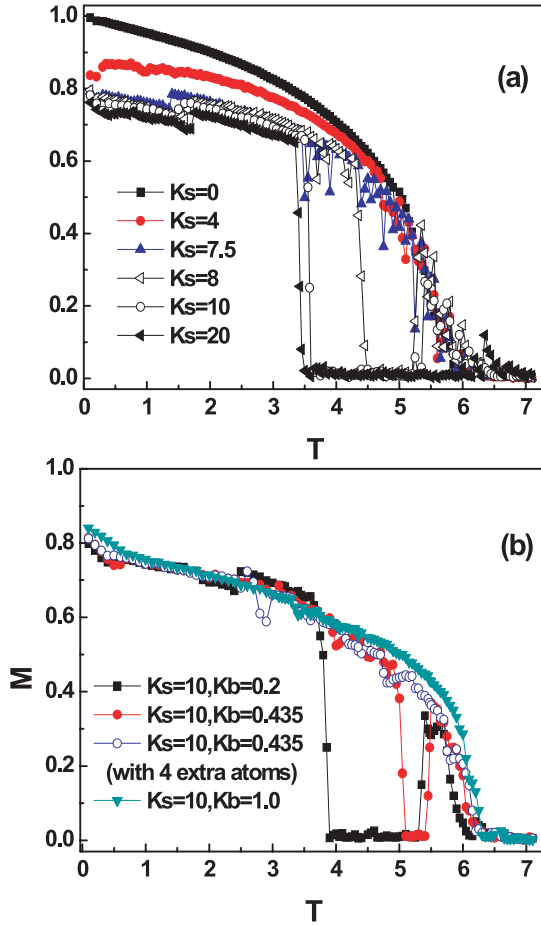 (a)
1.0
0.8
0.6
0.4
0.2
0.0
Ks=0
Ks=4
Ks=7.5
Ks=8
Ks=10
Ks=20
0 1 2 3 4 5 6 7
T
(b)
1.0
0.8
0.6
0.4
0.2
0.0
M
Ks=10,Kb=0.2
Ks=10,Kb=0.435
Ks=10,Kb=0.435
(with 4 extra atoms)
Ks=10,Kb=1.0
0 1 2 3 4 5 6 7
T